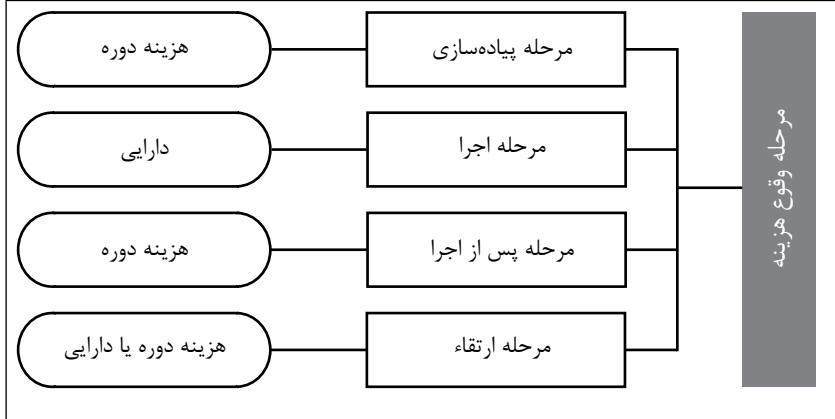 مرحله وقوع هزینه
مرحله پیاده‌سازی
هزینه دوره
مرحله اجرا
دارایی
مرحله پس از اجرا
هزینه دوره
مرحله ارتقاء
هزینه دوره یا دارایی